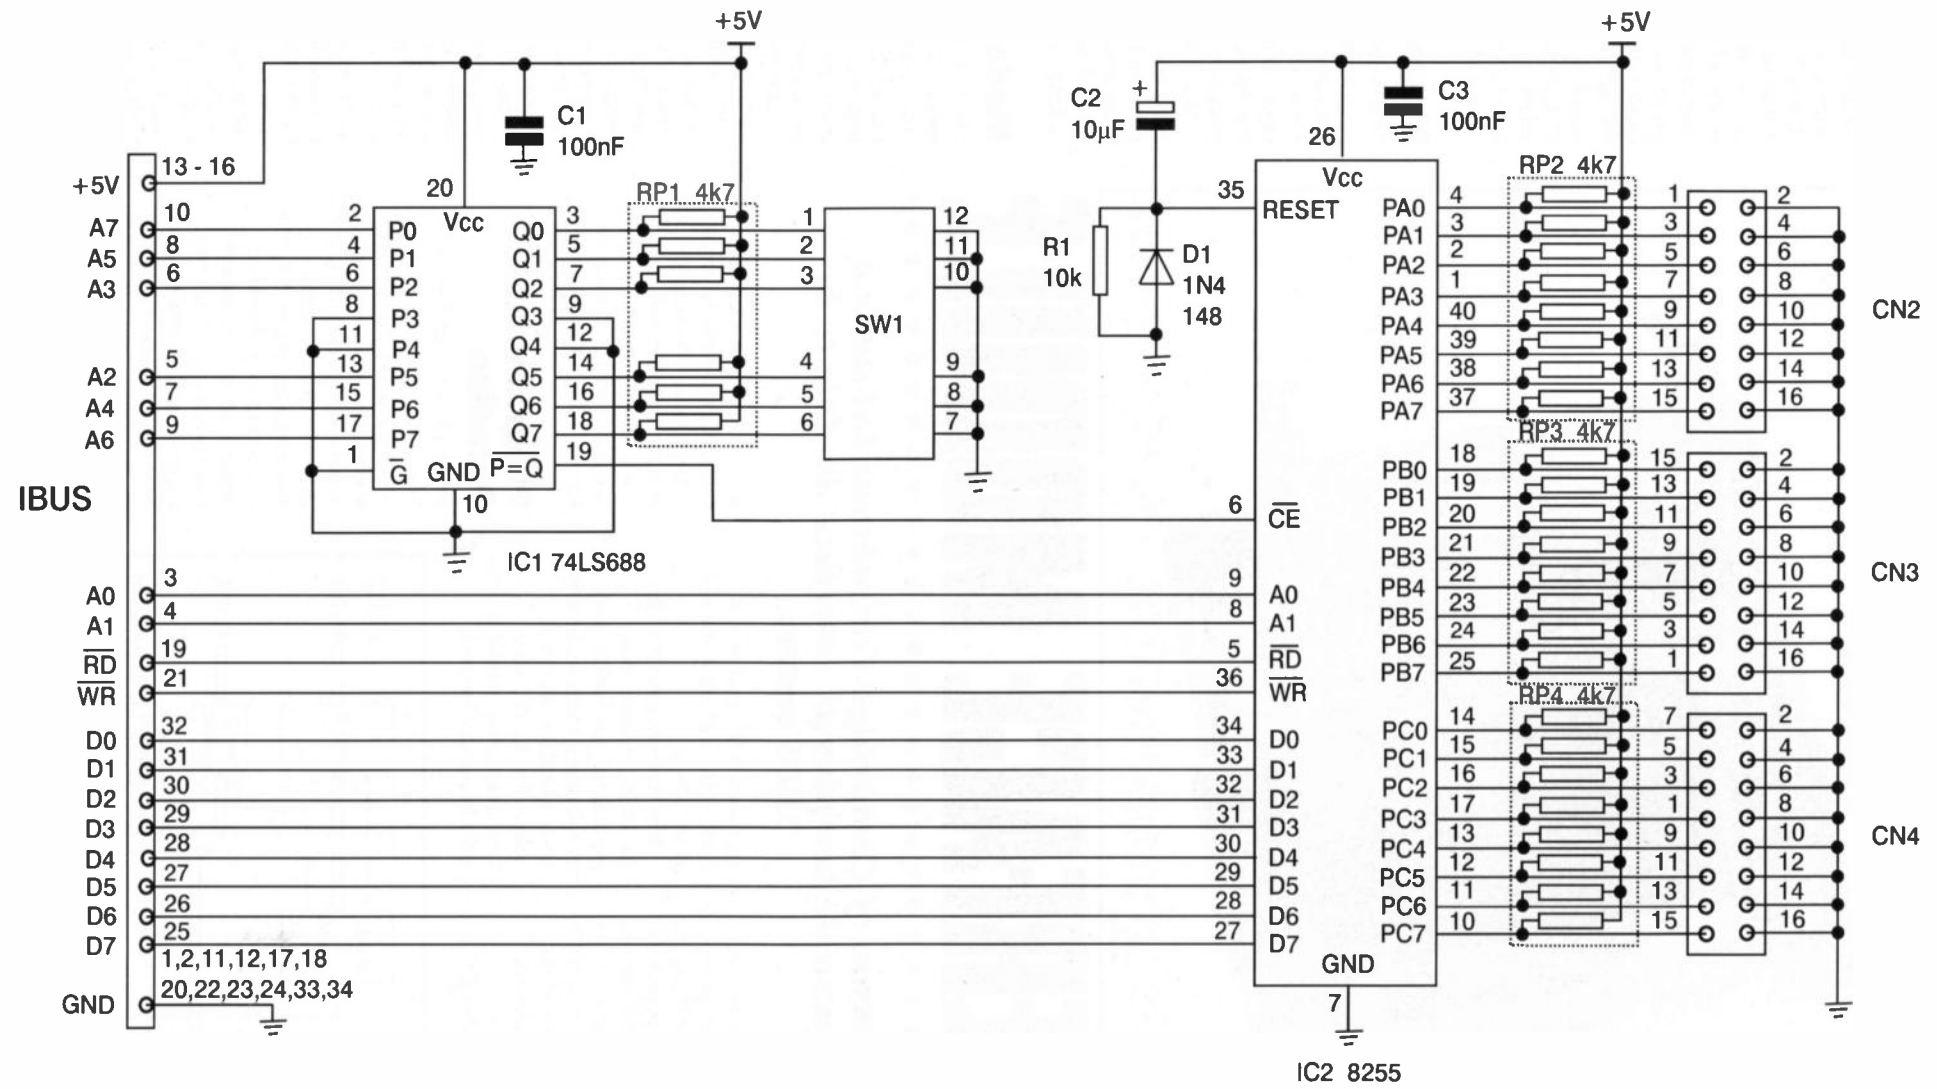 +5V
+5V
C1
100nF
C2
+
10µF
C3
100nF
26
13 - 16
+5V
20
RP1 4k7
35
Vcc
RP2 4k7
A7 10 2 P0 Vcc Q0 3 1 12
A5 8 4 P1 Q1 5 2 11
A3 6 6 P2 Q2 7 3 10
8 P3 Q3 9
11 P4 Q4 12
A2 5 13 P5 Q5 14 4 9
A4 7 15 P6 Q6 16 5 8
A6 9 17 P7 Q7 18 6 7
1 G GND P=Q 19
10
SW1
IC1 74LS688
IBUS
R1
10k
D1
1N4
148
RESET
6 CE
A0 3 9 A0
A1 4 8 A1
RD 19 5 RD
WR 21 36 WR
D0 32 34 D0
D1 31 33 D1
D2 30 32 D2
D3 29 31 D3
D4 28 30 D4
D5 27 29 D5
D6 26 28 D6
D7 25 27 D7
1,2,11,12,17,18
20,22,23,24,33,34
GND
PA0 4 1 2
PA1 3 3 4
PA2 2 5 6
PA3 1 7 8
PA4 40 9 10
PA5 39 11 12
PA6 38 13 14
PA7 37 15 16
CN2
RP3 4k7
PB0 18 15 2
PB1 19 13 4
PB2 20 11 6
PB3 21 9 8
PB4 22 7 10
PB5 23 5 12
PB6 24 3 14
PB7 25 1 16
CN3
RP4 4k7
PC0 14 7 2
PC1 15 5 4
PC2 16 3 6
PC3 17 1 8
PC4 13 9 10
PC5 12 11 12
PC6 11 13 14
PC7 10 15 16
CN4
GND
7
IC2 8255